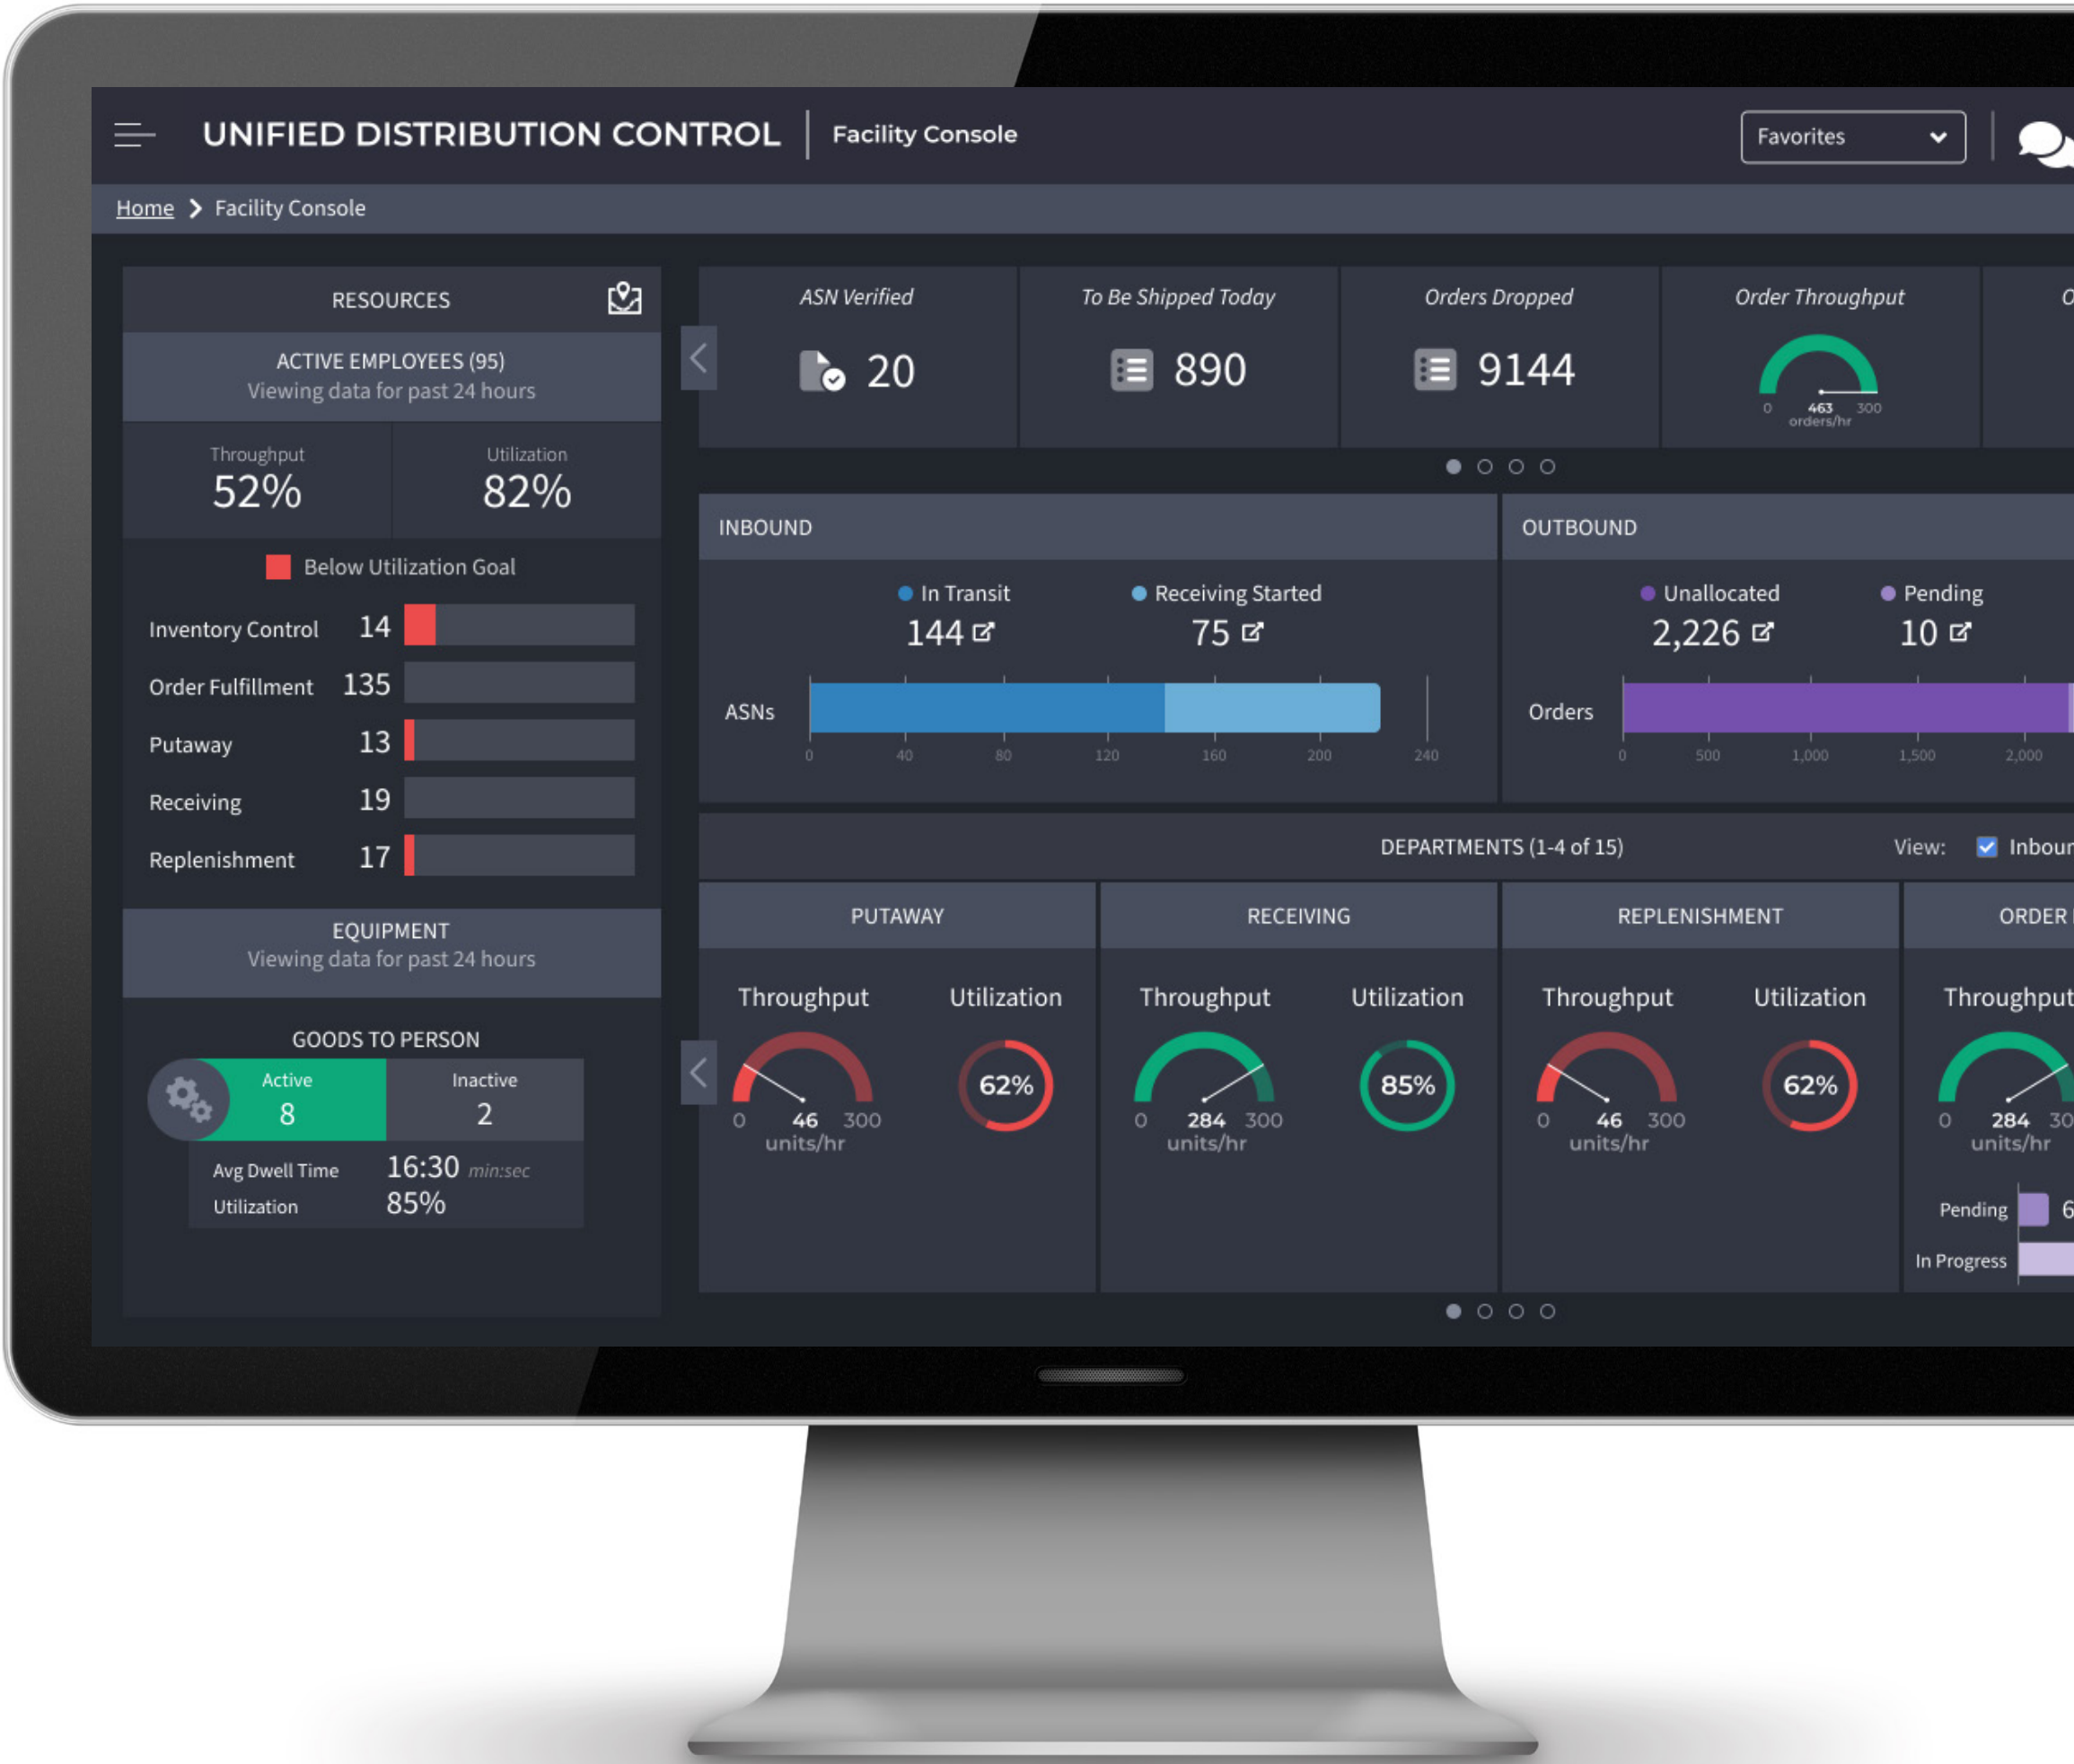 UNIFIED DISTRIBUTION CONTROL
Facility Console
Favorites
Home
Facility Console
RESOURCES
ACTIVE EMPLOYEES (95)
Viewing data for past 24 hours
Throughput
Utilization
52%
82%
Below Utilization Goal
Inventory Control 14
Order Fulfillment 135
Putaway 13
Receiving 19
Replenishment 17
EQUIPMENT
Viewing data for past 24 hours
GOODS TO PERSON
Active
8
Inactive
2
Avg Dwell Time 16:30 min:sec
Utilization 85%
ASN Verified
20
To Be Shipped Today
890
Orders Dropped
9144
Order Throughput
0 463 300
orders/hr
INBOUND
In Transit
144
Receiving Started
75
ASNs
0 40 80 120 160 200 240
OUTBOUND
Unallocated
2,226
Pending
10
Orders
0 500 1,000 1,500 2,000
DEPARTMENTS (1-4 of 15)
View:
PUTAWAY
Throughput
0 46 300
units/hr
Utilization
62%
RECEIVING
Throughput
0 284 300
units/hr
Utilization
85%
REPLENISHMENT
Throughput
0 46 300
units/hr
Utilization
62%
ORDER
Throughput
0 284
units/hr
Pending
In Progress